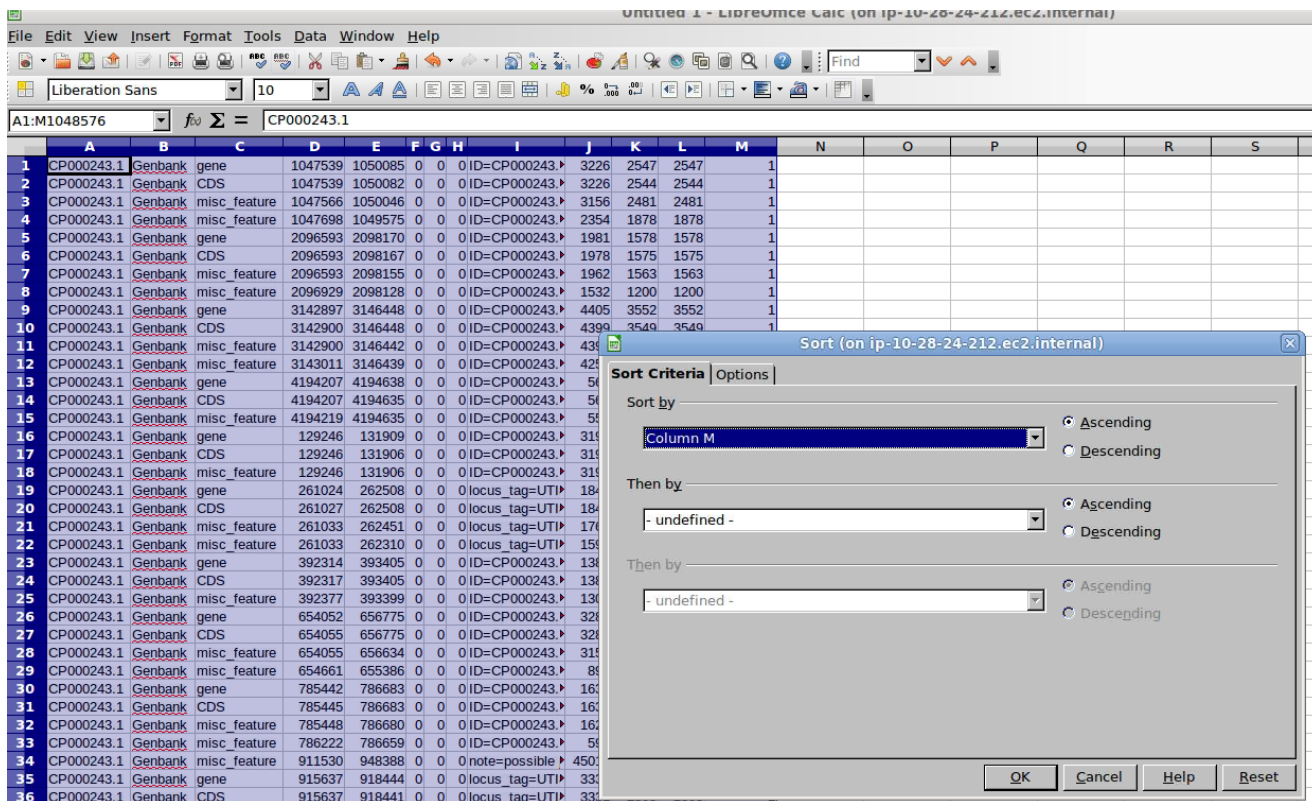 Untitled 1 - LibreOffice Calc (on ip-10-28-24-212.ec2.internal)
File Edit View Insert Format Tools Data Window Help
Find
Liberation Sans 10
A1:M1048576 CP000243.1
A B C D E F G H I J K L M N O P Q R S
1 CP000243.1 Genbank gene 1047539 1050085 0 0 0 ID=CP000243. 3226 2547 2547 1
2 CP000243.1 Genbank CDS 1047539 1050082 0 0 0 ID=CP000243. 3226 2544 2544 1
3 CP000243.1 Genbank misc_feature 1047566 1050046 0 0 0 ID=CP000243. 3156 2481 2481 1
4 CP000243.1 Genbank misc_feature 1047698 1049575 0 0 0 ID=CP000243. 2354 1878 1878 1
5 CP000243.1 Genbank gene 2096593 2098170 0 0 0 ID=CP000243. 1981 1578 1578 1
6 CP000243.1 Genbank CDS 2096593 2098167 0 0 0 ID=CP000243. 1978 1575 1575 1
7 CP000243.1 Genbank misc_feature 2096593 2098155 0 0 0 ID=CP000243. 1962 1563 1563 1
8 CP000243.1 Genbank misc_feature 2096929 2098128 0 0 0 ID=CP000243. 1532 1200 1200 1
9 CP000243.1 Genbank gene 3142897 3146448 0 0 0 ID=CP000243. 4405 3552 3552 1
10 CP000243.1 Genbank CDS 3142900 3146448 0 0 0 ID=CP000243. 4399 3549 3549 1
11 CP000243.1 Genbank misc_feature 3142900 3146442 0 0 0 ID=CP000243. 439
12 CP000243.1 Genbank misc_feature 3143011 3146439 0 0 0 ID=CP000243. 425
13 CP000243.1 Genbank gene 4194207 4194638 0 0 0 ID=CP000243. 56
14 CP000243.1 Genbank CDS 4194207 4194635 0 0 0 ID=CP000243. 56
15 CP000243.1 Genbank misc_feature 4194219 4194635 0 0 0 ID=CP000243. 55
16 CP000243.1 Genbank gene 129246 131909 0 0 0 ID=CP000243. 319
17 CP000243.1 Genbank CDS 129246 131906 0 0 0 ID=CP000243. 319
18 CP000243.1 Genbank misc_feature 129246 131906 0 0 0 ID=CP000243. 319
19 CP000243.1 Genbank gene 261024 262508 0 0 0 locus_tag=UTI 184
20 CP000243.1 Genbank CDS 261027 262508 0 0 0 locus_tag=UTI 184
21 CP000243.1 Genbank misc_feature 261033 262451 0 0 0 locus_tag=UTI 176
22 CP000243.1 Genbank misc_feature 261033 262310 0 0 0 locus_tag=UTI 159
23 CP000243.1 Genbank gene 392314 393405 0 0 0 ID=CP000243. 138
24 CP000243.1 Genbank CDS 392317 393405 0 0 0 ID=CP000243. 138
25 CP000243.1 Genbank misc_feature 392377 393399 0 0 0 ID=CP000243. 130
26 CP000243.1 Genbank gene 654052 656775 0 0 0 ID=CP000243. 328
27 CP000243.1 Genbank CDS 654055 656775 0 0 0 ID=CP000243. 328
28 CP000243.1 Genbank misc_feature 654055 656634 0 0 0 ID=CP000243. 315
29 CP000243.1 Genbank misc_feature 654661 655386 0 0 0 ID=CP000243. 89
30 CP000243.1 Genbank gene 785442 786683 0 0 0 ID=CP000243. 163
31 CP000243.1 Genbank CDS 785445 786683 0 0 0 ID=CP000243. 163
32 CP000243.1 Genbank misc_feature 785448 786680 0 0 0 ID=CP000243. 162
33 CP000243.1 Genbank misc_feature 786222 786659 0 0 0 ID=CP000243. 59
34 CP000243.1 Genbank misc_feature 911530 948388 0 0 0 note=possible 450
35 CP000243.1 Genbank gene 915637 918444 0 0 0 locus_tag=UTI 333
36 CP000243.1 Genbank CDS 915637 918441 0 0 0 locus_tag=UTI 333
Sort (on ip-10-28-24-212.ec2.internal)
Sort Criteria Options
Sort by
Column M
Ascending
Descending
Then by
- undefined -
Ascending
Descending
Then by
- undefined -
Ascending
Descending
OK Cancel Help Reset